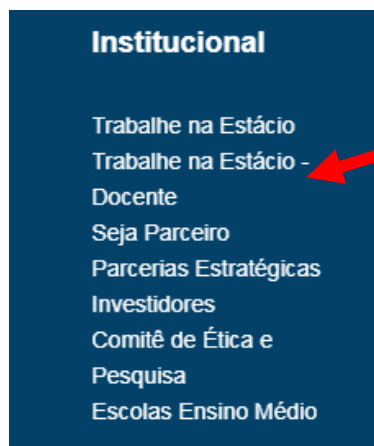 Institucional
Trabalhe na Estácio
Trabalhe na Estácio -
Docente
Seja Parceiro
Parcerias Estratégicas
Investidores
Comitê de Ética e
Pesquisa
Escolas Ensino Médio